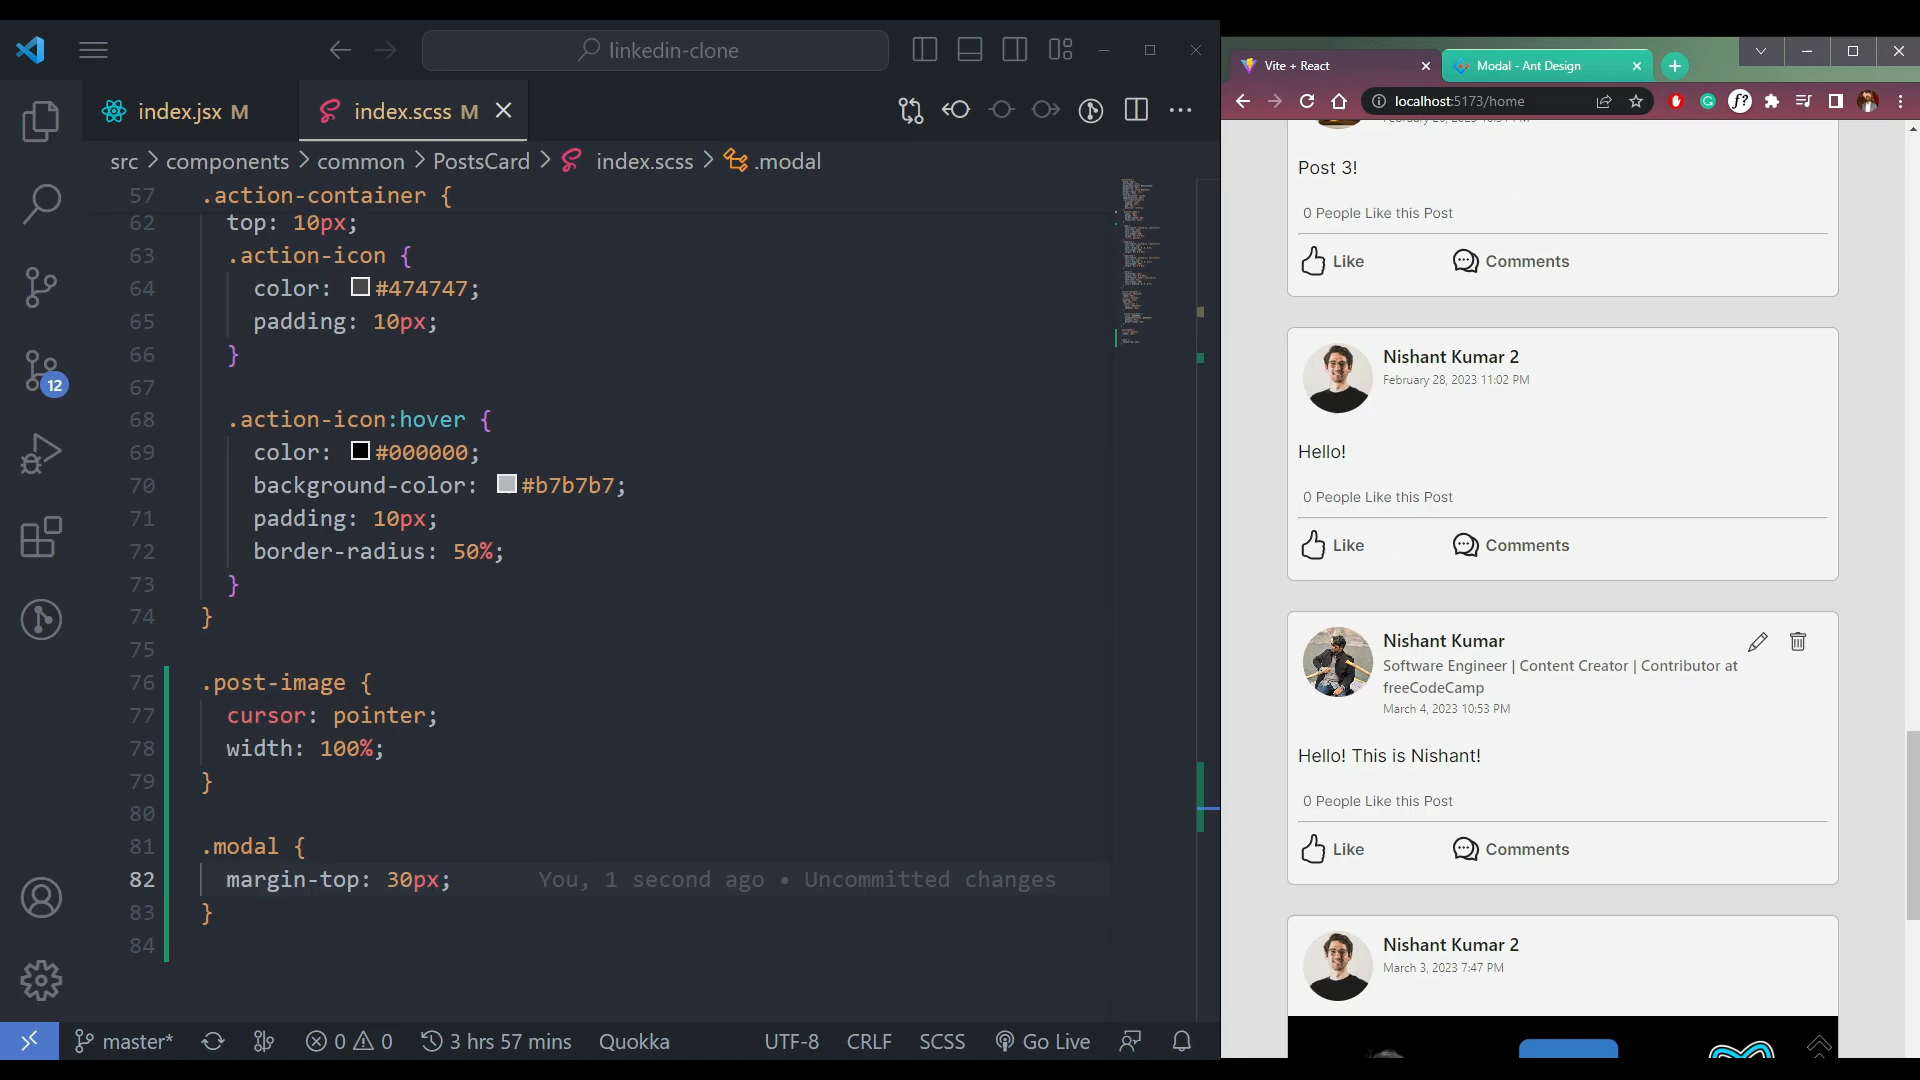 linkedin-clone
index.jsx M
index.scss M
src > components > common > PostsCard > index.scss > .modal
57 .action-container {
62 top: 10px;
63 .action-icon {
64 color: #474747;
65 padding: 10px;
66 }
67
68 .action-icon:hover {
69 color: #000000;
70 background-color: #b7b7b7;
71 padding: 10px;
72 border-radius: 50%;
73 }
74 }
75
76 .post-image {
77 cursor: pointer;
78 width: 100%;
79 }
80
81 .modal {
82 margin-top: 30px; You, 1 second ago • Uncommitted changes
83 }
84
12
master* 0 0 3 hrs 57 mins Quokka UTF-8 CRLF SCSS Go Live
Vite + React
Modal - Ant Design
localhost:5173/home
Post 3!
0 People Like this Post
Like Comments
Nishant Kumar 2
February 28, 2023 11:02 PM
Hello!
0 People Like this Post
Like Comments
Nishant Kumar
Software Engineer | Content Creator | Contributor at
freeCodeCamp
March 4, 2023 10:53 PM
Hello! This is Nishant!
0 People Like this Post
Like Comments
Nishant Kumar 2
March 3, 2023 7:47 PM